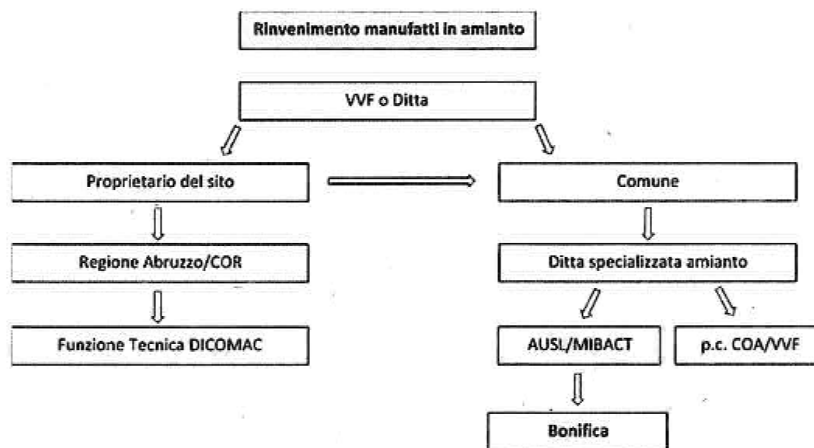 Rinvenimento manufatti in amianto
VVF o Ditta
Proprietario del sito
Comune
Regione Abruzzo/COR
Ditta specializzata amianto
Funzione Tecnica DICOMAC
AUSL/MIBACT
p.c. COA/VVF
Bonifica